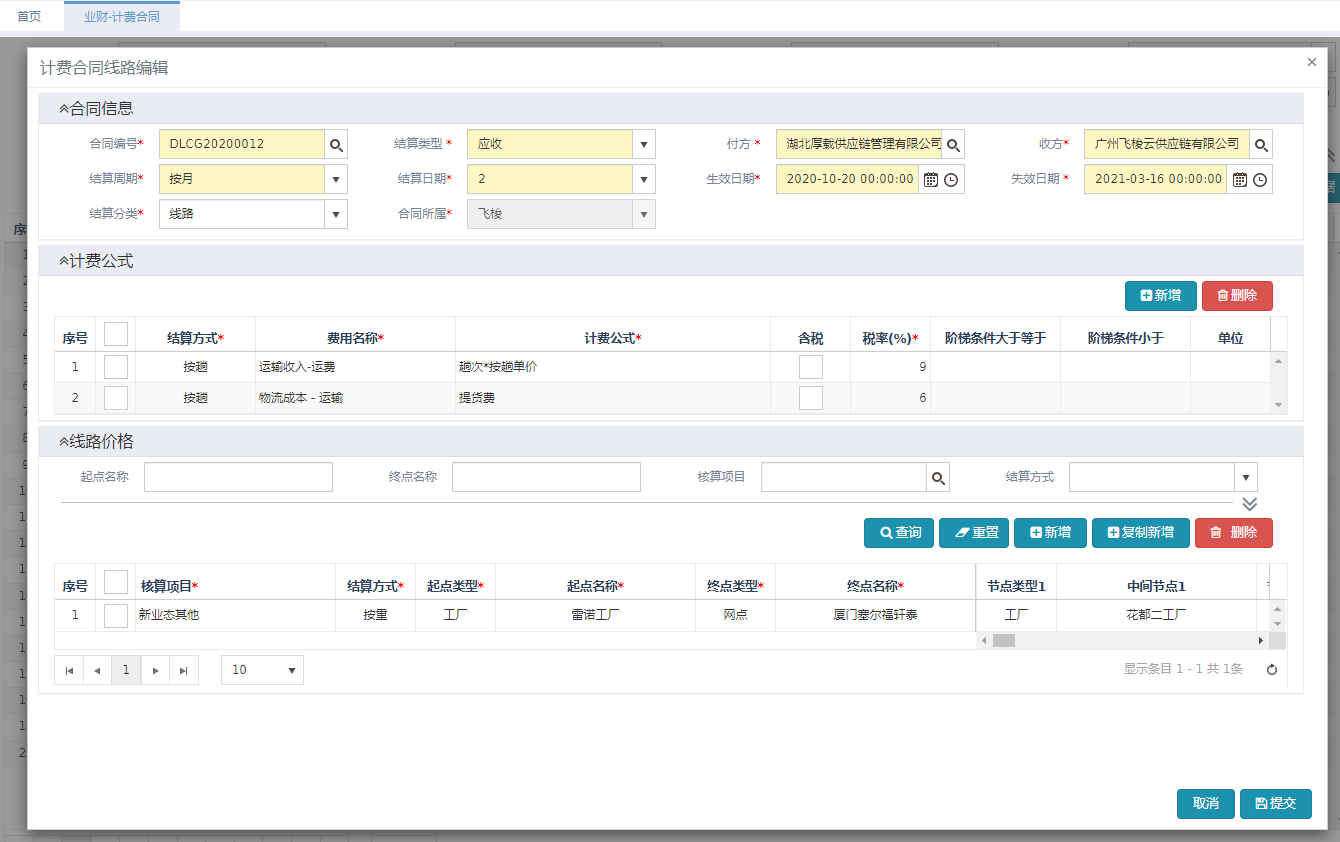 首页 业财-计费合同
计费合同线路编辑 ×
合同信息
合同编号* DLCG20200012 结算类型 * 应收 付方 * 湖北厚载供应链管理有限公司 收方* 广州飞梭云供应链有限公司
结算周期* 按月 结算日期* 2 生效日期* 2020-10-20 00:00:00 失效日期 * 2021-03-16 00:00:00
结算分类* 线路 合同所属* 飞梭
计费公式
新增 删除
序号 结算方式* 费用名称* 计费公式* 含税 税率(%)* 阶梯条件大于等于 阶梯条件小于 单位
1 按趟 运输收入-运费 趟次*按趟单价 9
2 按趟 物流成本 - 运输 提货费 6
线路价格
起点名称 终点名称 核算项目 结算方式
查询 重置 新增 复制新增 删除
序号 核算项目* 结算方式* 起点类型* 起点名称* 终点类型* 终点名称* 节点类型1 中间节点1
1 新业态其他 按重 工厂 雷诺工厂 网点 厦门塞尔福轩泰 工厂 花都二工厂
1 10 显示条目 1 - 1 共 1条
取消 提交